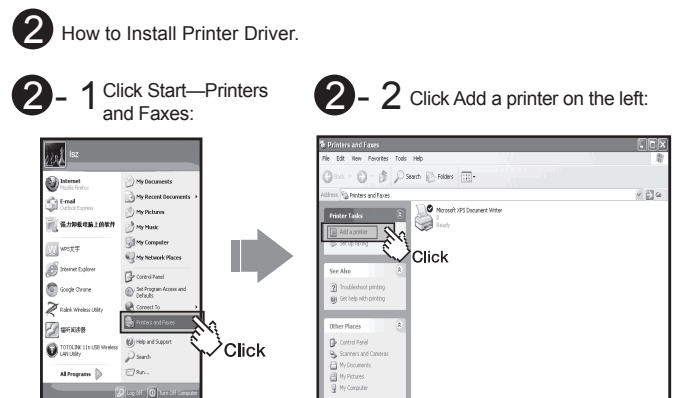 2 How to Install Printer Driver.
2- 1 Click Start—Printers
and Faxes:
2- 2 Click Add a printer on the left:
lsz
Internet
Mozilla Firefox
E-mail
Outlook Express
强力卸载电脑上的软件
WPS文字
Internet Explorer
Google Chrome
Ralink Wireless Utility
福昕阅读器
TOTOLINK 11n USB Wireless
LAN Utility
All Programs
My Documents
My Recent Documents
My Pictures
My Music
My Computer
My Network Places
Control Panel
Set Program Access and
Defaults
Connect To
Printers and Faxes
Help and Support
Search
Run...
Log Off Turn Off Computer
Click
Printers and Faxes
File Edit View Favorites Tools Help
Back Search Folders
Address Printers and Faxes Go
Printer Tasks
Add a printer
Set up faxing
See Also
Troubleshoot printing
Get help with printing
Other Places
Control Panel
Scanners and Cameras
My Documents
My Pictures
My Computer
Microsoft XPS Document Writer
0
Ready
Click